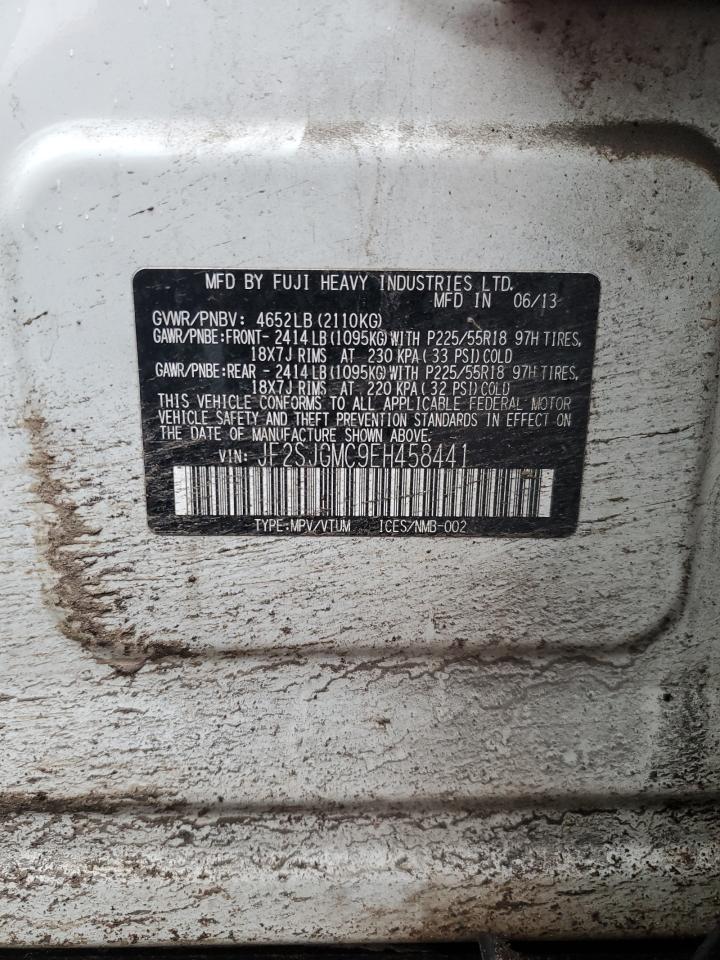 MFD BY FUJI HEAVY INDUSTRIES LTD.
MFD IN 06/13
GVWR/PNBV: 4652LB (2110KG)
GAWR/PNBE: FRONT- 2414LB (1095KG) WITH P225/55R18 97H TIRES,
18X7J RIMS AT 230 KPA (33 PSI) COLD
GAWR/PNBE: REAR - 2414LB (1095KG) WITH P225/55R18 97H TIRES,
18X7J RIMS AT 220 KPA (32 PSI) COLD
THIS VEHICLE CONFORMS TO ALL APPLICABLE FEDERAL MOTOR
VEHICLE SAFETY AND THEFT PREVENTION STANDARDS IN EFFECT ON
THE DATE OF MANUFACTURE SHOWN ABOVE.
VIN: JF2SJGMC9EH458441
TYPE:MPV/VTUM ICES/NMB-002